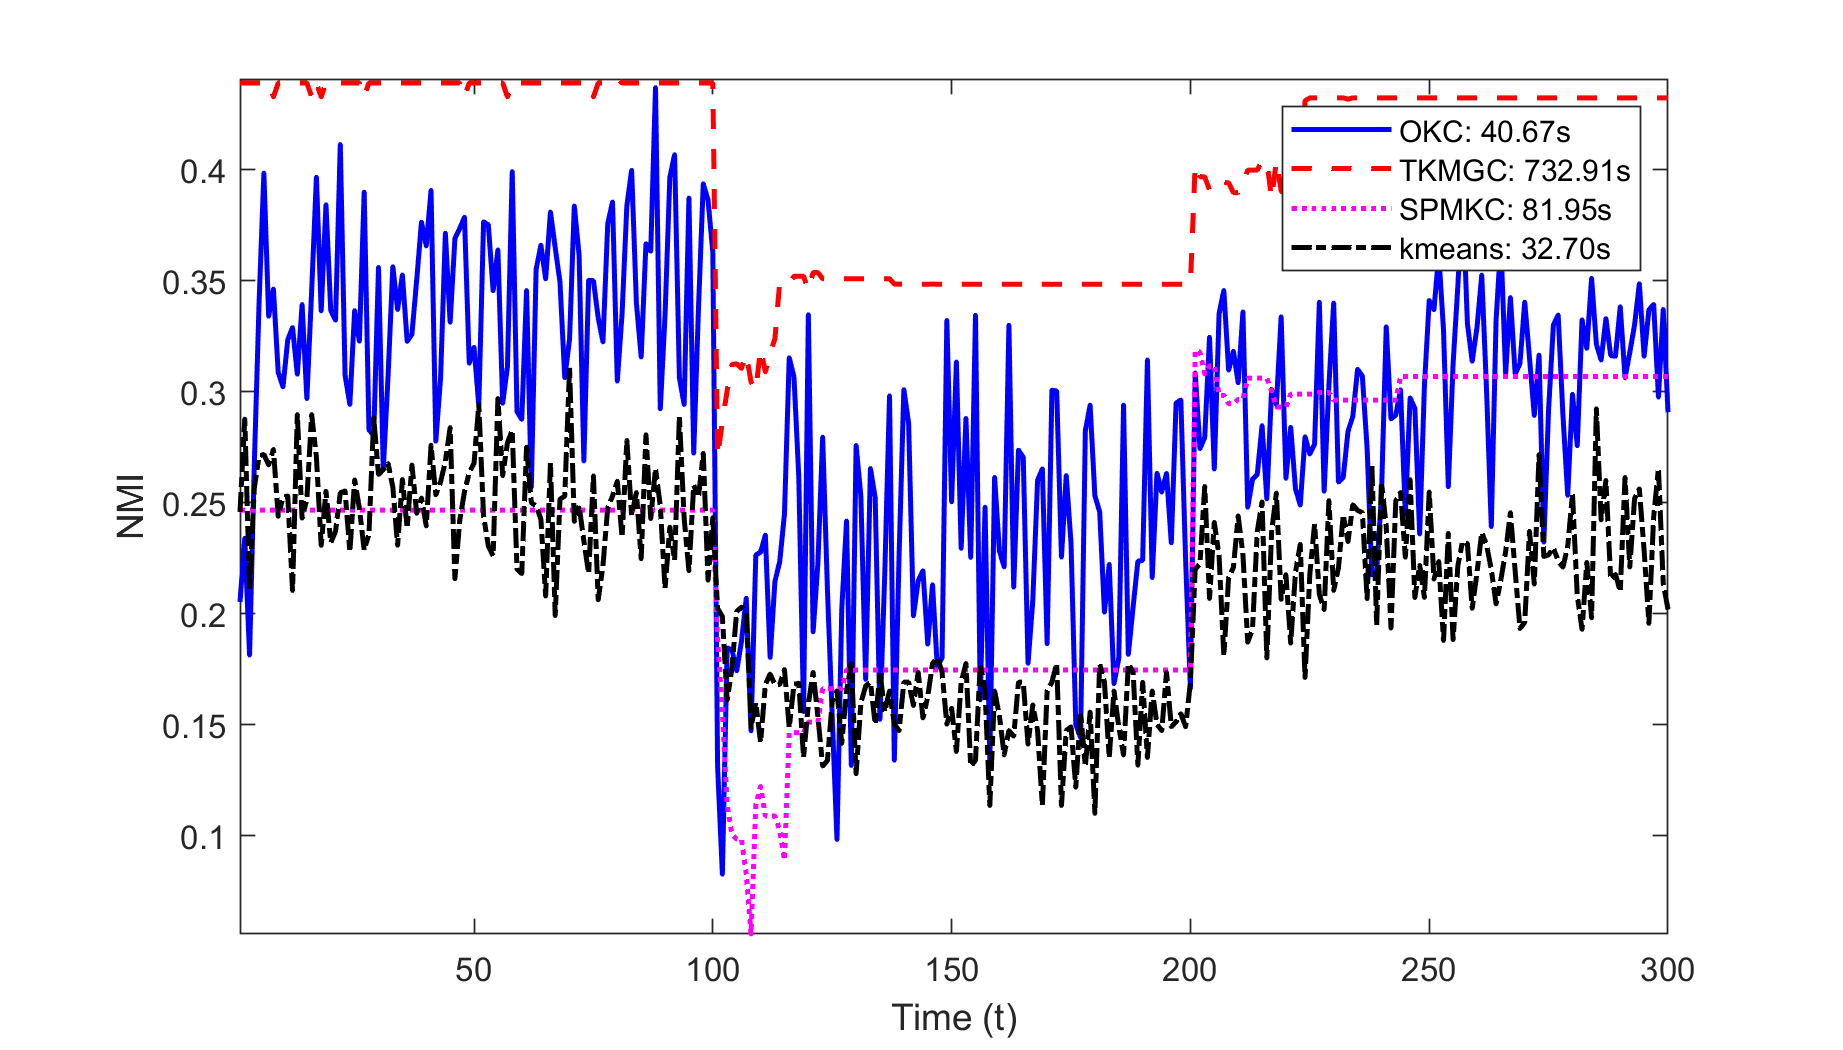 OKC: 40.67s
TKMGC: 732.91s
SPMKC: 81.95s
kmeans: 32.70s
NMI
0.4
0.35
0.3
0.25
0.2
0.15
0.1
50 100 150 200 250 300
Time (t)